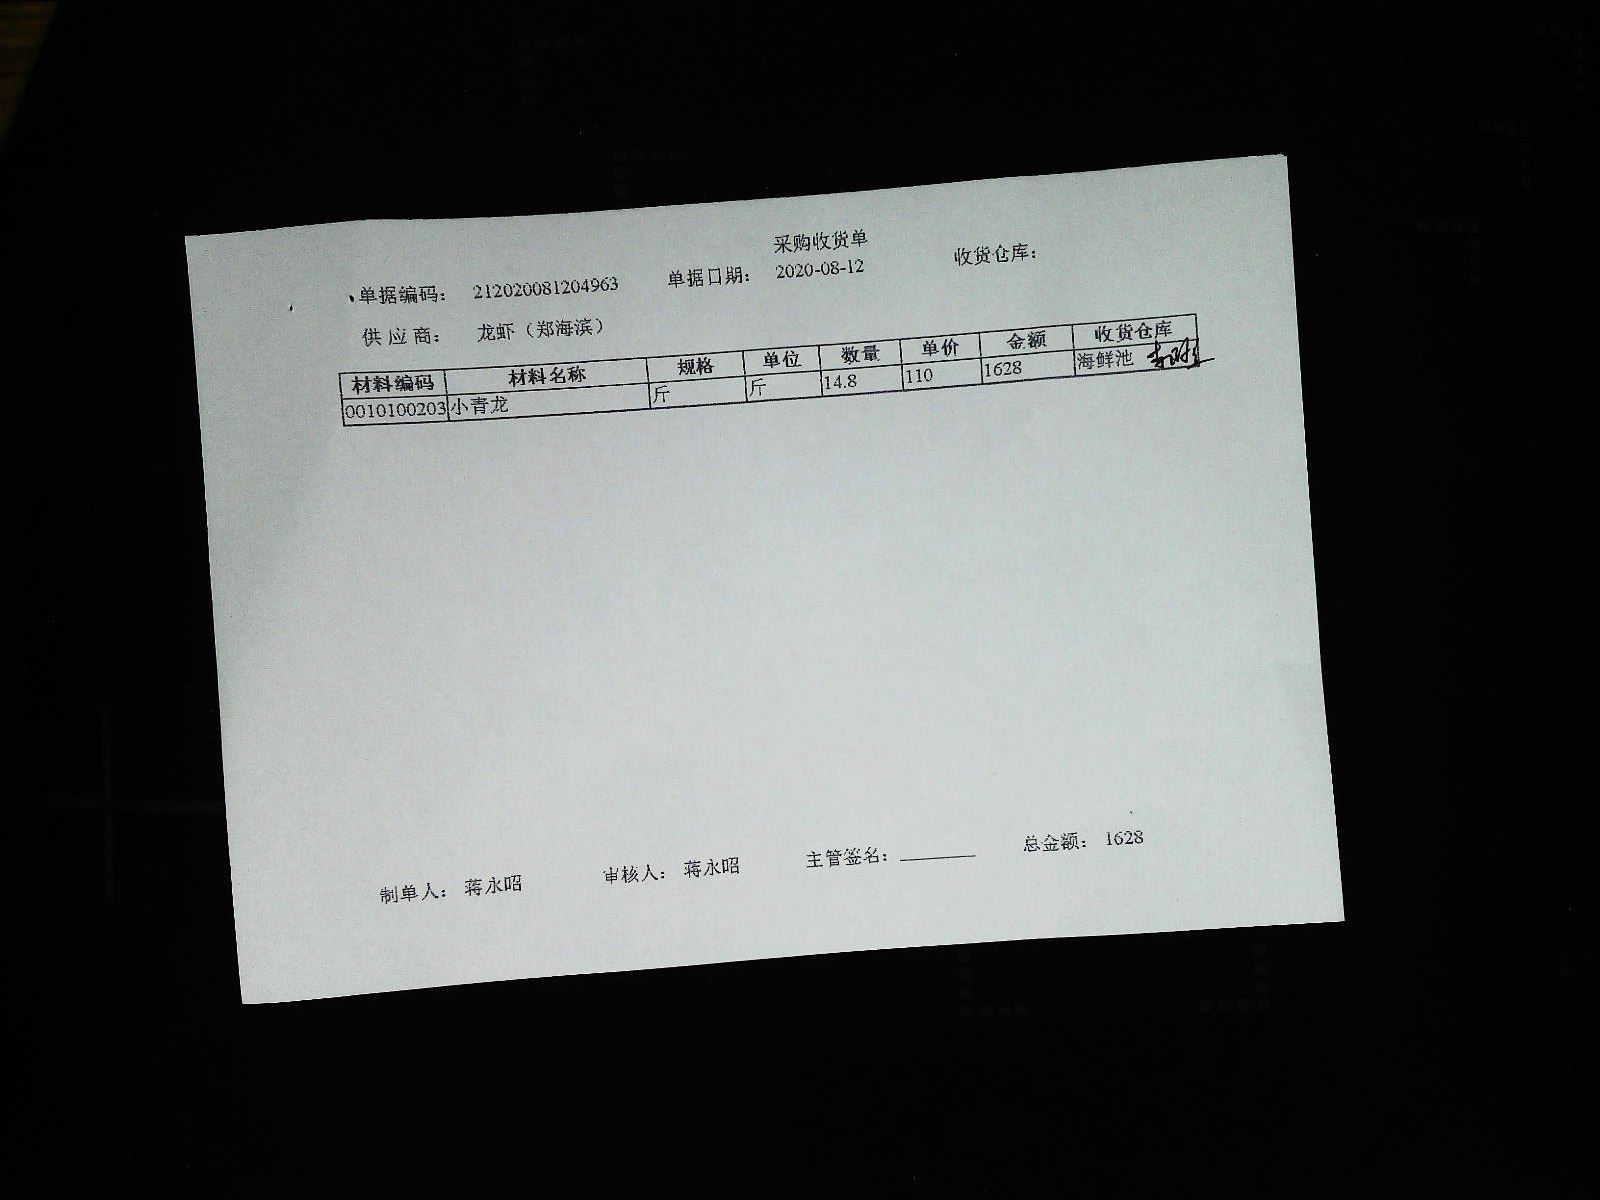 采购收货单
单据编码: 212020081204963 单据日期: 2020-08-12 收货仓库:
供应商: 龙虾（郑海滨）
材料编码 材料名称 规格 单位 数量 单价 金额 收货仓库
0010100203 小青龙 斤 斤 14.8 110 1628 海鲜池
制单人: 蒋永昭 审核人: 蒋永昭 主管签名: 总金额: 1628